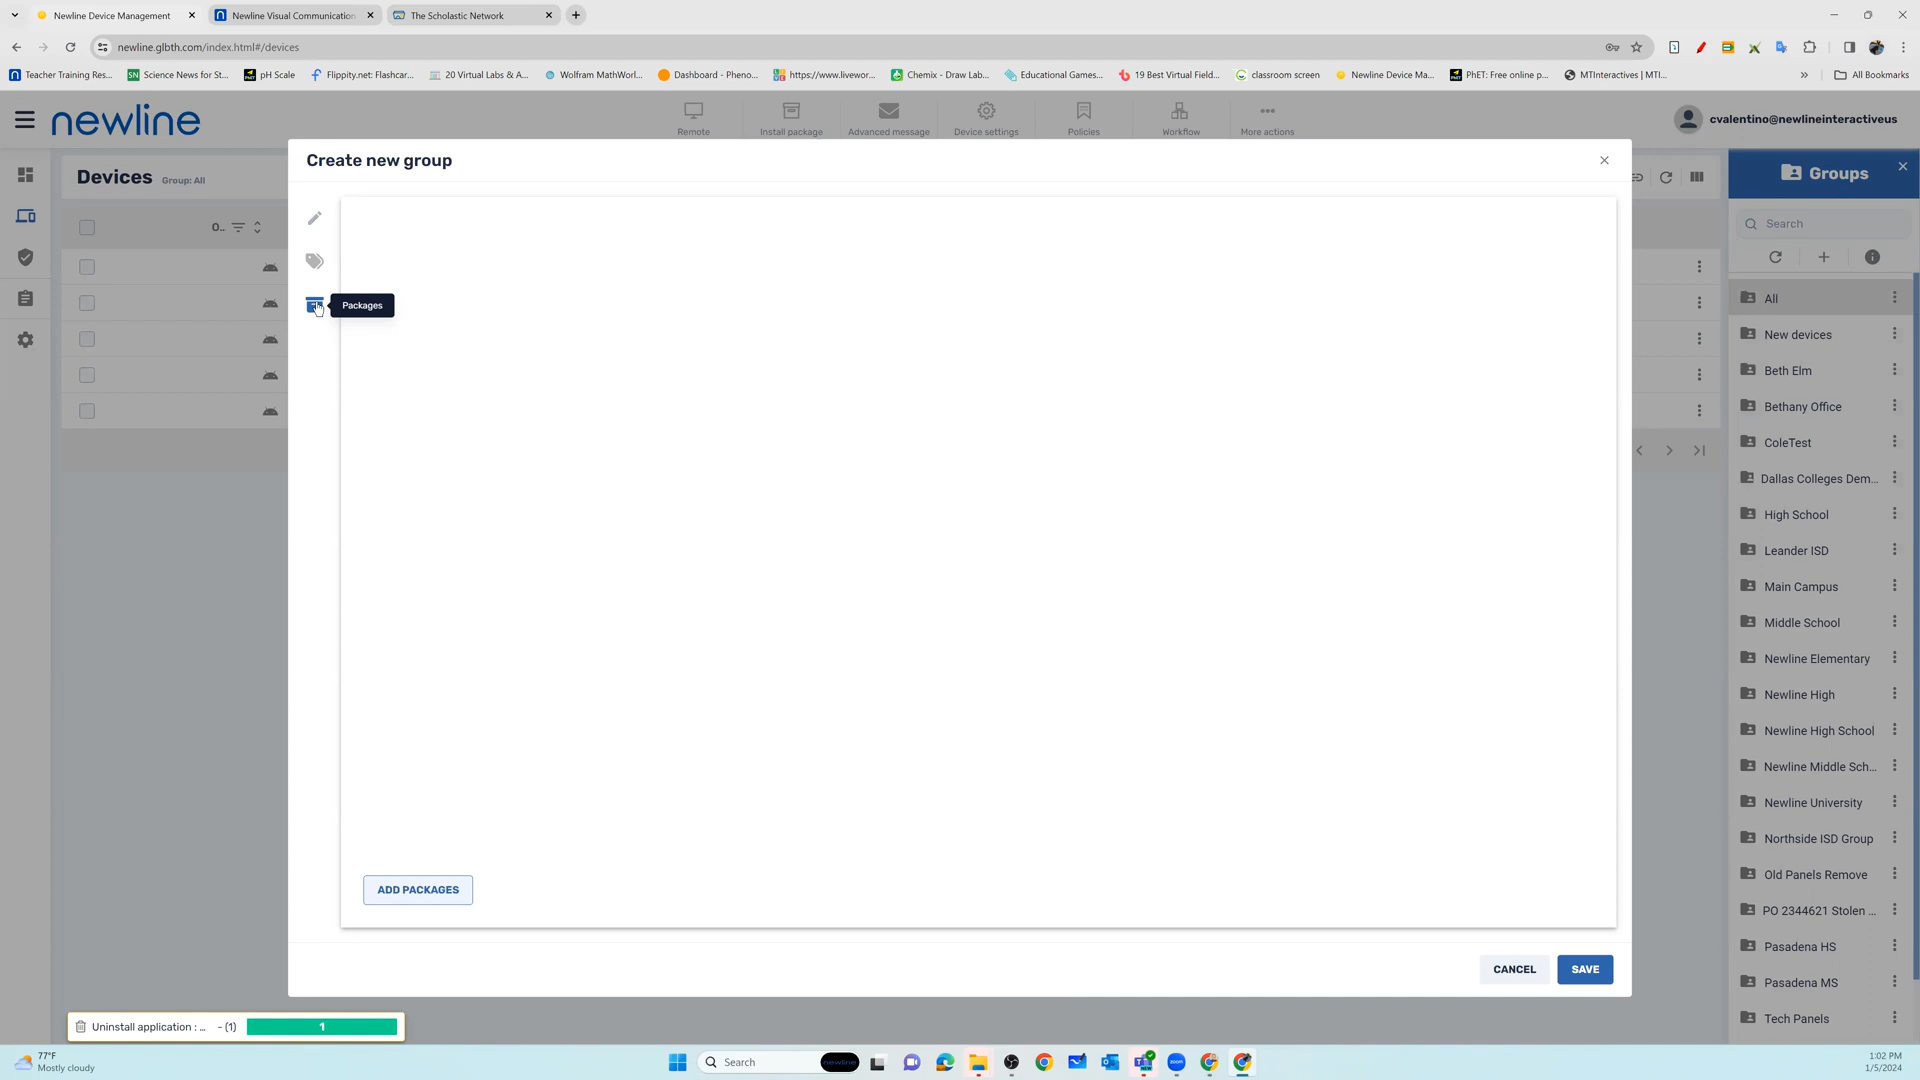 Newline Device Management
Newline Visual Communication
The Scholastic Network
newline.glbth.com/index.html#/devices
Teacher Training Res...
Science News for St...
pH Scale
Flippity.net: Flashcar...
20 Virtual Labs & A...
Wolfram MathWorl...
Dashboard - Pheno...
https://www.livewor...
Chemix - Draw Lab...
Educational Games...
19 Best Virtual Field...
classroom screen
Newline Device Ma...
PhET: Free online p...
MTInteractives | MTI...
All Bookmarks
newline
Remote
Install package
Advanced message
Device settings
Policies
Workflow
More actions
cvalentino@newlineinteractiveus
Create new group
Devices Group: All
Groups
O..
Search
Packages
All
New devices
Beth Elm
Bethany Office
ColeTest
Dallas Colleges Dem...
High School
Leander ISD
Main Campus
Middle School
Newline Elementary
Newline High
Newline High School
Newline Middle Sch...
Newline University
Northside ISD Group
Old Panels Remove
PO 2344621 Stolen ...
Pasadena HS
Pasadena MS
Tech Panels
ADD PACKAGES
CANCEL
SAVE
Uninstall application : ... - (1) 1
77°F
Mostly cloudy
Search
newline
1:02 PM
1/5/2024